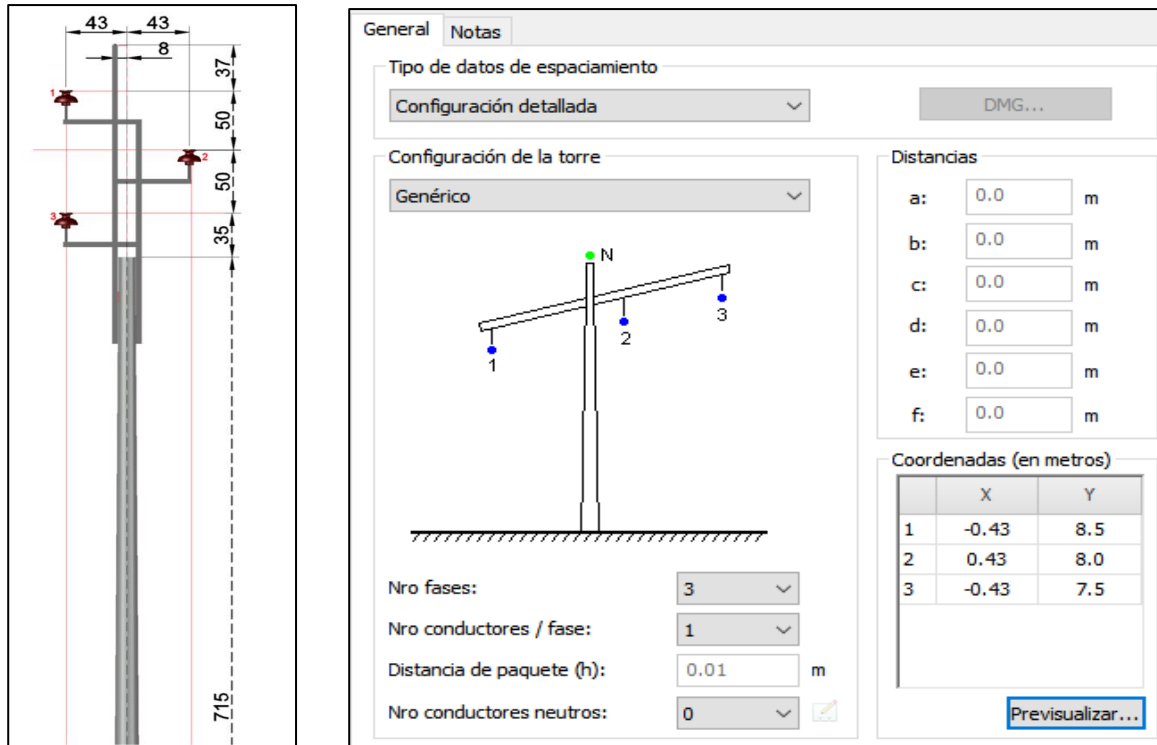 43 43
8
37
1
50
2
50
3
35
715
General Notas
Tipo de datos de espaciamiento
Configuración detallada
DMG...
Configuración de la torre
Genérico
N
1
2
3
Nro fases: 3
Nro conductores / fase: 1
Distancia de paquete (h): 0.01 m
Nro conductores neutros: 0
Distancias
a: 0.0 m
b: 0.0 m
c: 0.0 m
d: 0.0 m
e: 0.0 m
f: 0.0 m
Coordenadas (en metros)
X Y
1 -0.43 8.5
2 0.43 8.0
3 -0.43 7.5
Previsualizar...